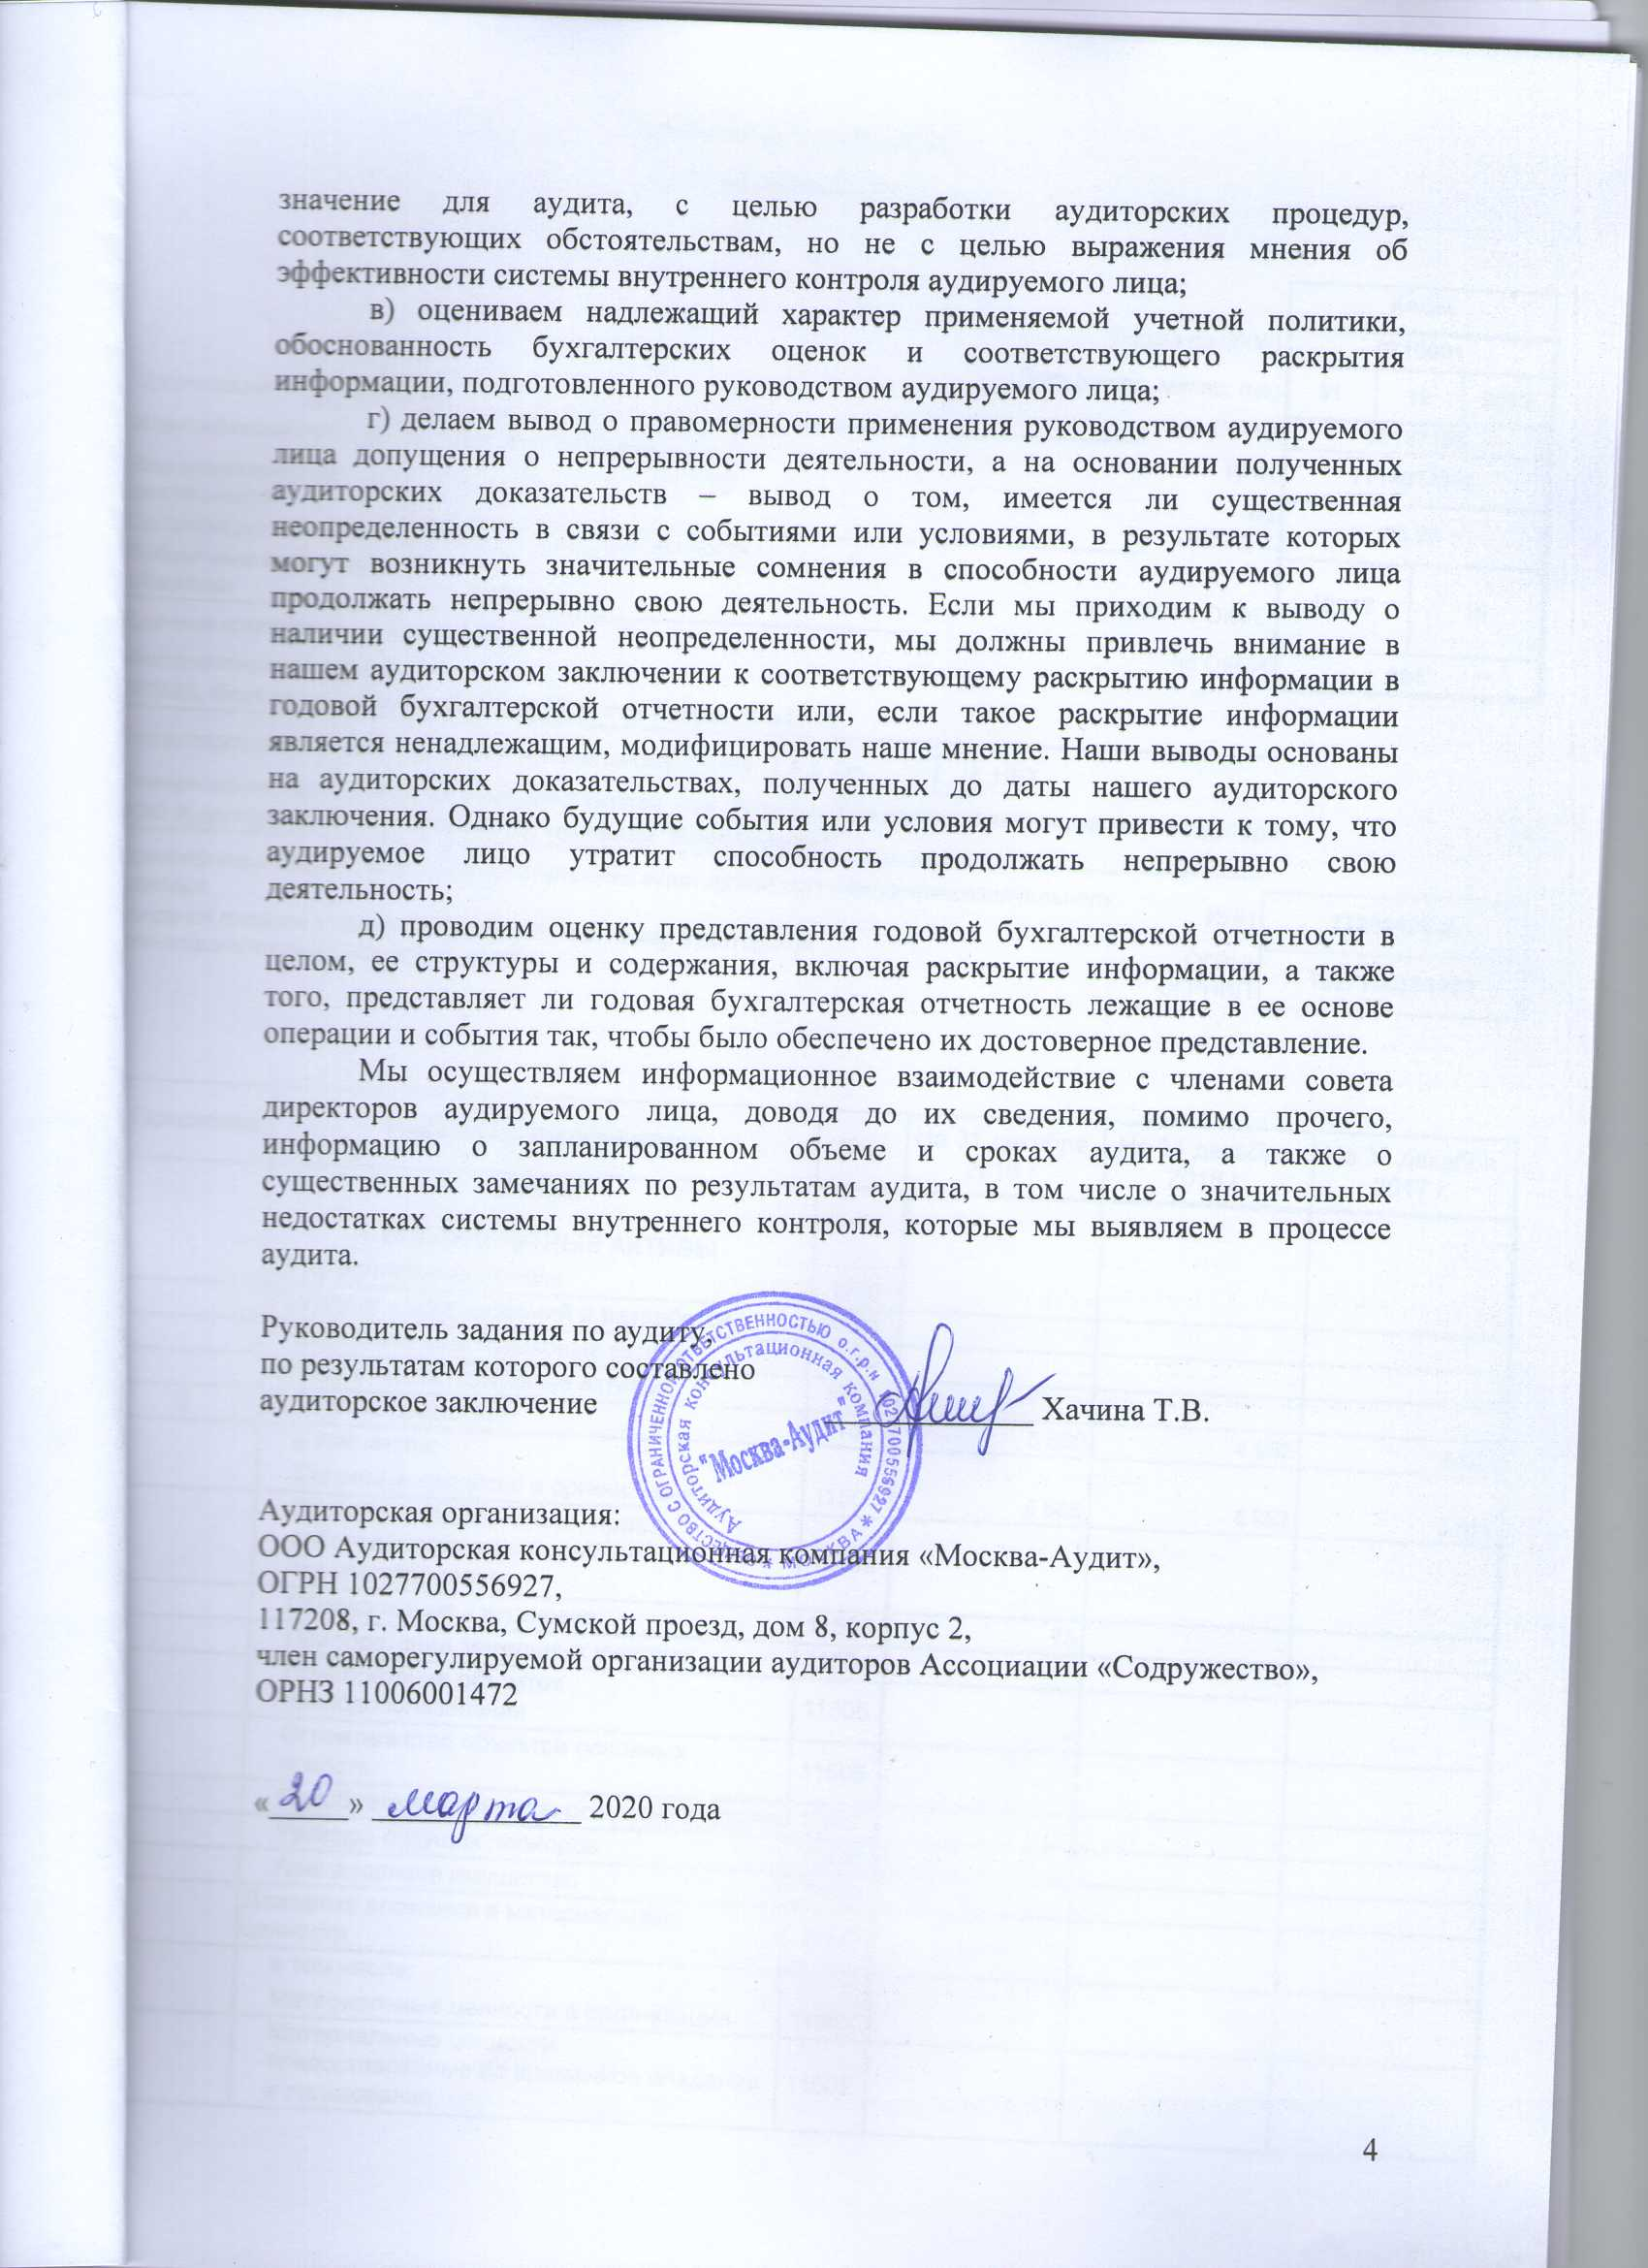 значение для аудита, с целью разработки аудиторских процедур,
соответствующих обстоятельствам, но не с целью выражения мнения об
эффективности системы внутреннего контроля аудируемого лица;
в) оцениваем надлежащий характер применяемой учетной политики,
обоснованность бухгалтерских оценок и соответствующего раскрытия
информации, подготовленного руководством аудируемого лица;
г) делаем вывод о правомерности применения руководством аудируемого
лица допущения о непрерывности деятельности, а на основании полученных
аудиторских доказательств – вывод о том, имеется ли существенная
неопределенность в связи с событиями или условиями, в результате которых
могут возникнуть значительные сомнения в способности аудируемого лица
продолжать непрерывно свою деятельность. Если мы приходим к выводу о
наличии существенной неопределенности, мы должны привлечь внимание в
нашем аудиторском заключении к соответствующему раскрытию информации в
годовой бухгалтерской отчетности или, если такое раскрытие информации
является ненадлежащим, модифицировать наше мнение. Наши выводы основаны
на аудиторских доказательствах, полученных до даты нашего аудиторского
заключения. Однако будущие события или условия могут привести к тому, что
аудируемое лицо утратит способность продолжать непрерывно свою
деятельность;
д) проводим оценку представления годовой бухгалтерской отчетности в
целом, ее структуры и содержания, включая раскрытие информации, а также
того, представляет ли годовая бухгалтерская отчетность лежащие в ее основе
операции и события так, чтобы было обеспечено их достоверное представление.
Мы осуществляем информационное взаимодействие с членами совета
директоров аудируемого лица, доводя до их сведения, помимо прочего,
информацию о запланированном объеме и сроках аудита, а также о
существенных замечаниях по результатам аудита, в том числе о значительных
недостатках системы внутреннего контроля, которые мы выявляем в процессе
аудита.
Руководитель задания по аудиту,
по результатам которого составлено
аудиторское заключение Хачина Т.В.
ОБЩЕСТВО С ОГРАНИЧЕННОЙ ОТВЕТСТВЕННОСТЬЮ о.г.р.н 1027700556927 * МОСКВА *
Аудиторская консультационная компания
"Москва-Аудит"
Аудиторская организация:
ООО Аудиторская консультационная компания «Москва-Аудит»,
ОГРН 1027700556927,
117208, г. Москва, Сумской проезд, дом 8, корпус 2,
член саморегулируемой организации аудиторов Ассоциации «Содружество»,
ОРНЗ 11006001472
«20» марта 2020 года
4